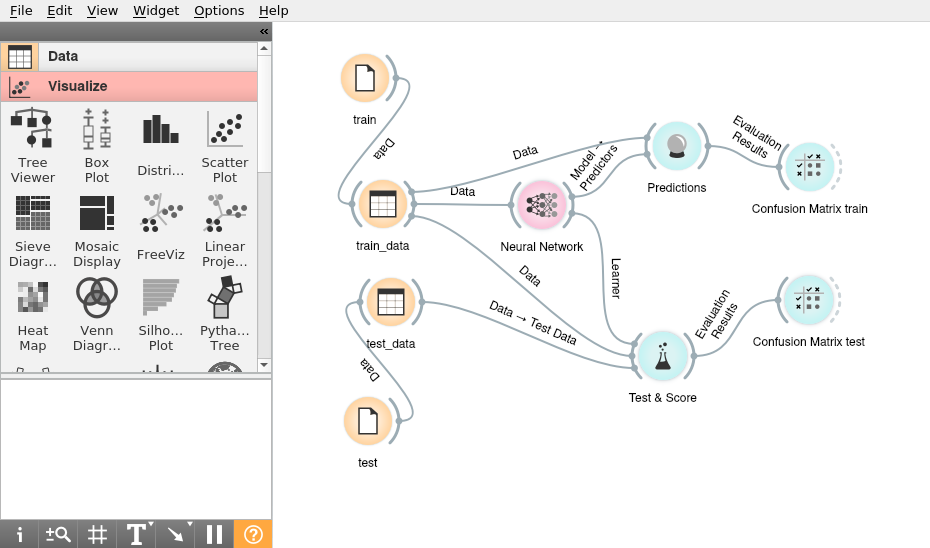 File Edit View Widget Options Help
«
Data
Visualize
Tree
Viewer
Box
Plot
Distri...
Scatter
Plot
Sieve
Diagr...
Mosaic
Display
FreeViz
Linear
Proje...
Heat
Map
Venn
Diagr...
Silho...
Plot
Pytha...
Tree
train
Data
train_data
Data
Data
Data
Model →
Predictors
Neural Network
Learner
Predictions
Evaluation
Results
Confusion Matrix train
test_data
Data → Test Data
Data
test
Test & Score
Evaluation
Results
Confusion Matrix test